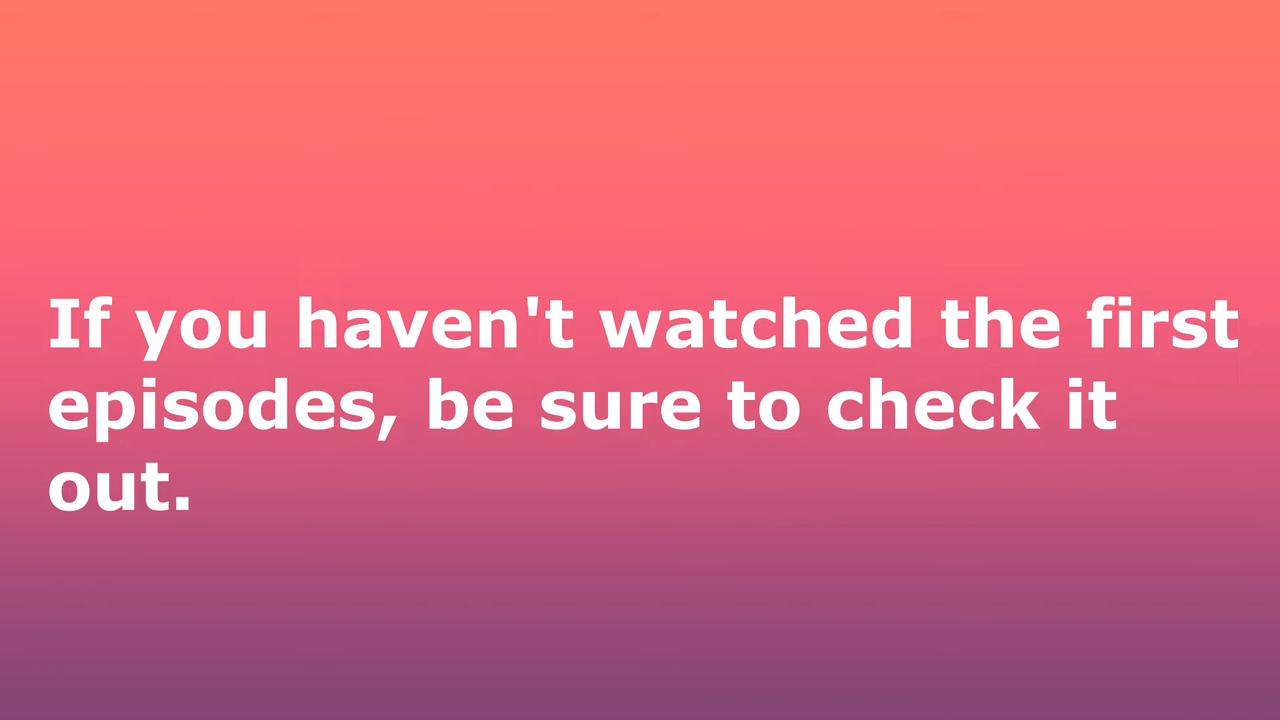 If you haven't watched the first
episodes, be sure to check it
out.